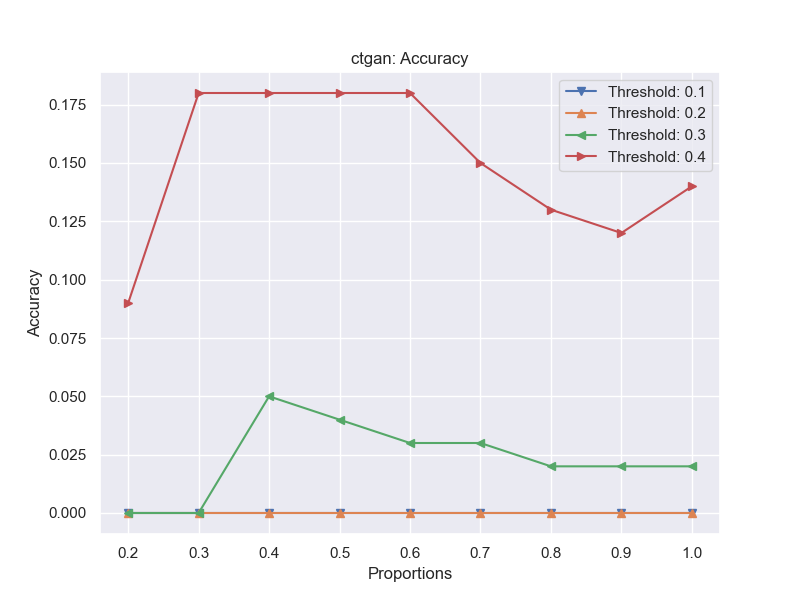 ctgan: Accuracy
Threshold: 0.1
Threshold: 0.2
Threshold: 0.3
Threshold: 0.4
Accuracy
0.175
0.150
0.125
0.100
0.075
0.050
0.025
0.000
0.2 0.3 0.4 0.5 0.6 0.7 0.8 0.9 1.0
Proportions